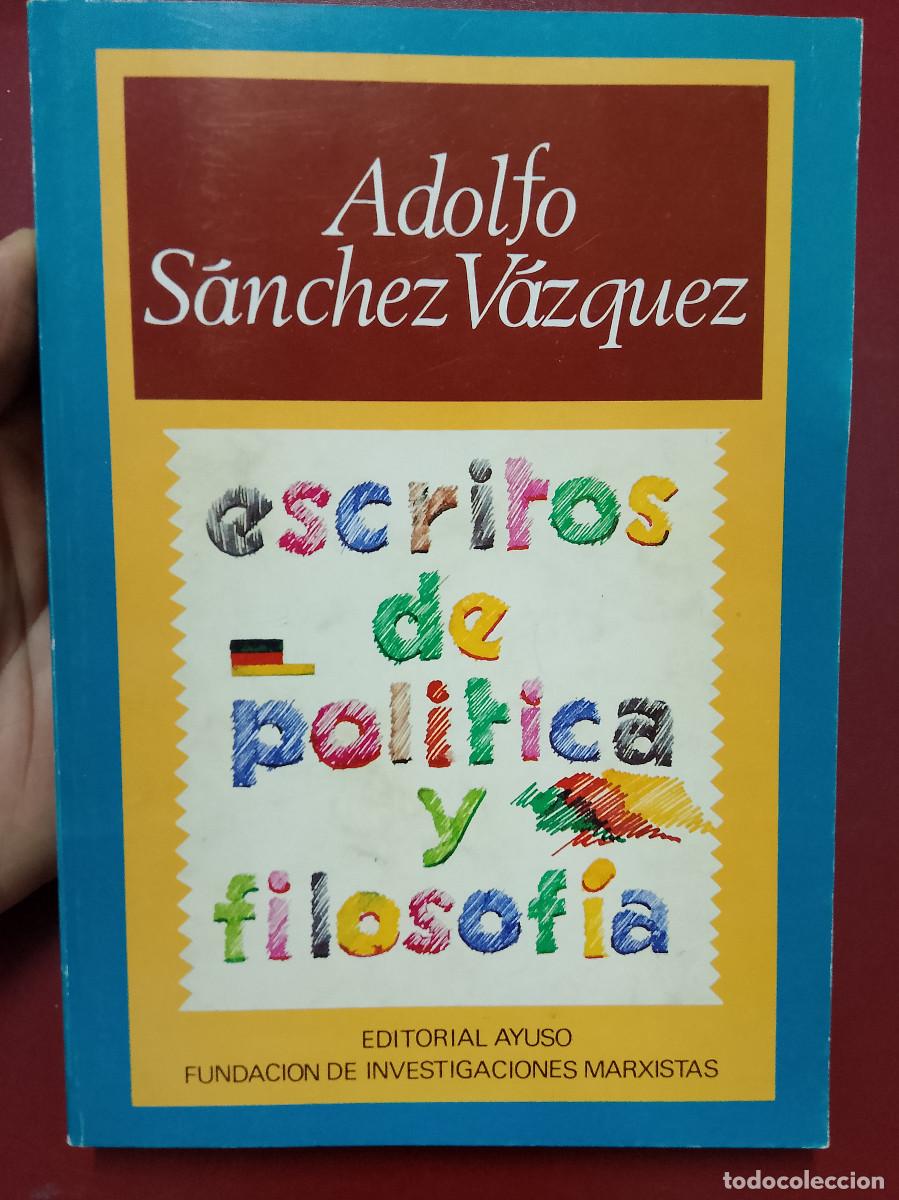 Adolfo
Sánchez Vázquez
escritos
de
política
y
filosofía
EDITORIAL AYUSO
FUNDACION DE INVESTIGACIONES MARXISTAS
todocoleccion